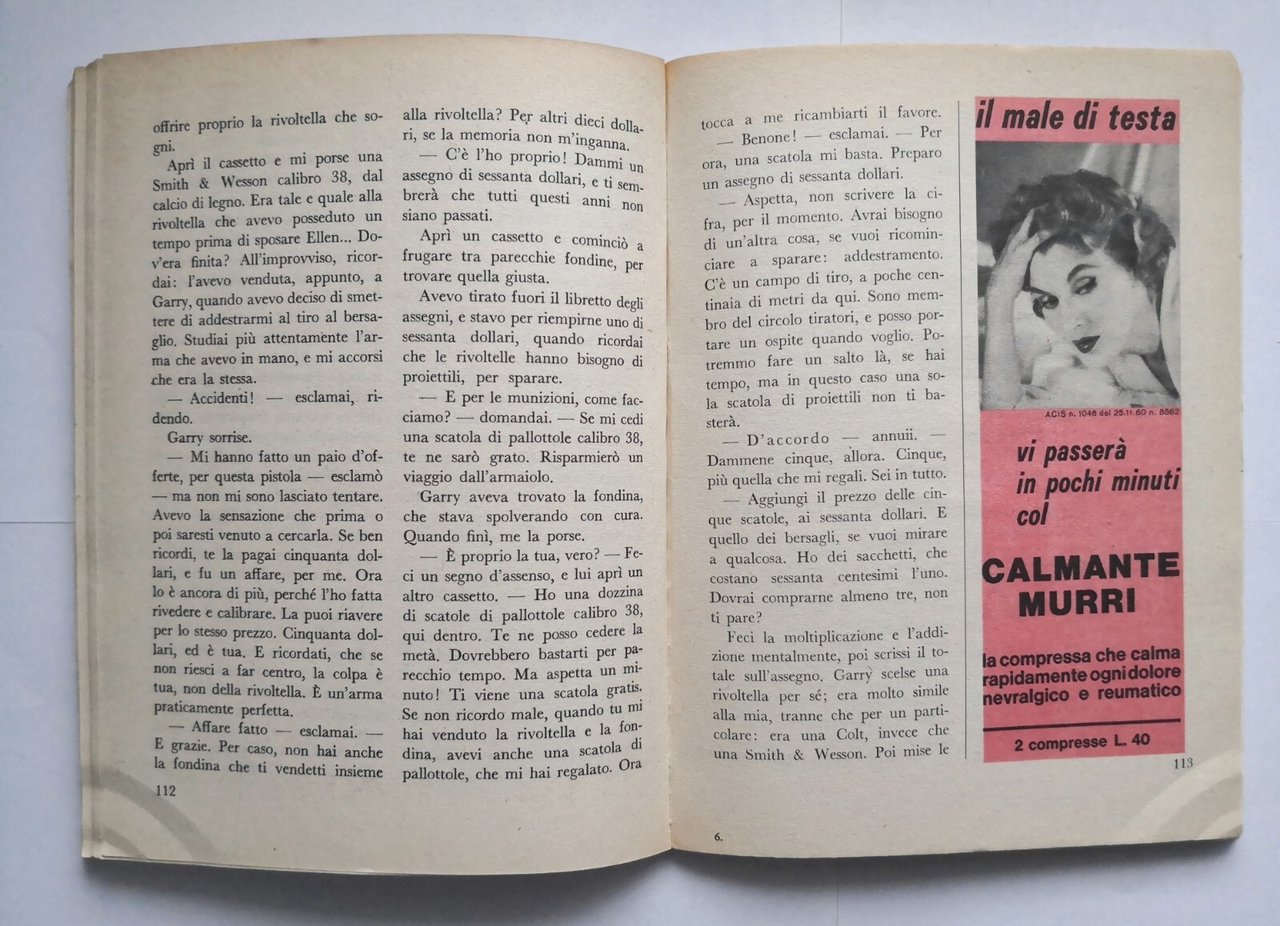 offrire proprio la rivoltella che so-
gni.
Aprì il cassetto e mi porse una
Smith & Wesson calibro 38, dal
calcio di legno. Era tale e quale alla
rivoltella che avevo posseduto un
tempo prima di sposare Ellen... Do-
v'era finita? All'improvviso, ricor-
dai: l'avevo venduta, appunto, a
Garry, quando avevo deciso di smet-
tere di addestrarmi al tiro al bersa-
glio. Studiai più attentamente l'ar-
ma che avevo in mano, e mi accorsi
che era la stessa.
— Accidenti! — esclamai, ri-
dendo.
Garry sorrise.
— Mi hanno fatto un paio d'of-
ferte, per questa pistola — esclamò
— ma non mi sono lasciato tentare.
Avevo la sensazione che prima o
poi saresti venuto a cercarla. Se ben
ricordi, te la pagai cinquanta dol-
lari, e fu un affare, per me. Ora
lo è ancora di più, perché l'ho fatta
rivedere e calibrare. La puoi riavere
per lo stesso prezzo. Cinquanta dol-
lari, ed è tua. E ricordati, che se
non riesci a far centro, la colpa è
tua, non della rivoltella. È un'arma
praticamente perfetta.
— Affare fatto — esclamai. —
E grazie. Per caso, non hai anche
la fondina che ti vendetti insieme
112
alla rivoltella? Per altri dieci dolla-
ri, se la memoria non m'inganna.
— C'è l'ho proprio! Dammi un
assegno di sessanta dollari, e ti sem-
brerà che tutti questi anni non
siano passati.
Aprì un cassetto e cominciò a
frugare tra parecchie fondine, per
trovare quella giusta.
Avevo tirato fuori il libretto degli
assegni, e stavo per riempirne uno di
sessanta dollari, quando ricordai
che le rivoltelle hanno bisogno di
proiettili, per sparare.
— E per le munizioni, come fac-
ciamo? — domandai. — Se mi cedi
una scatola di pallottole calibro 38,
te ne sarò grato. Risparmierò un
viaggio dall'armaiolo.
Garry aveva trovato la fondina,
che stava spolverando con cura.
Quando finì, me la porse.
— È proprio la tua, vero? — Fe-
ci un segno d'assenso, e lui aprì un
altro cassetto. — Ho una dozzina
di scatole di pallottole calibro 38,
qui dentro. Te ne posso cedere la
metà. Dovrebbero bastarti per pa-
recchio tempo. Ma aspetta un mi-
nuto! Ti viene una scatola gratis.
Se non ricordo male, quando tu mi
hai venduto la rivoltella e la fon-
dina, avevi anche una scatola di
pallottole, che mi hai regalato. Ora
tocca a me ricambiarti il favore.
— Benone! — esclamai. — Per
ora, una scatola mi basta. Preparo
un assegno di sessanta dollari.
— Aspetta, non scrivere la ci-
fra, per il momento. Avrai bisogno
di un'altra cosa, se vuoi ricomin-
ciare a sparare: addestramento.
C'è un campo di tiro, a poche cen-
tinaia di metri da qui. Sono mem-
bro del circolo tiratori, e posso por-
tare un ospite quando voglio. Po-
tremmo fare un salto là, se hai
tempo, ma in questo caso una so-
la scatola di proiettili non ti ba-
sterà.
— D'accordo — annuii. —
Dammene cinque, allora. Cinque,
più quella che mi regali. Sei in tutto.
— Aggiungi il prezzo delle cin-
que scatole, ai sessanta dollari. E
quello dei bersagli, se vuoi mirare
a qualcosa. Ho dei sacchetti, che
costano sessanta centesimi l'uno.
Dovrai comprarne almeno tre, non
ti pare?
Feci la moltiplicazione e l'addi-
zione mentalmente, poi scrissi il to-
tale sull'assegno. Garry scelse una
rivoltella per sé; era molto simile
alla mia, tranne che per un parti-
colare: era una Colt, invece che
una Smith & Wesson. Poi mise le
6.
il male di testa
ACIS n. 1048 dal 25.11.60 n. 8562
vi passerà
in pochi minuti
col
CALMANTE
MURRI
la compressa che calma
rapidamente ogni dolore
nevralgico e reumatico
2 compresse L. 40
113